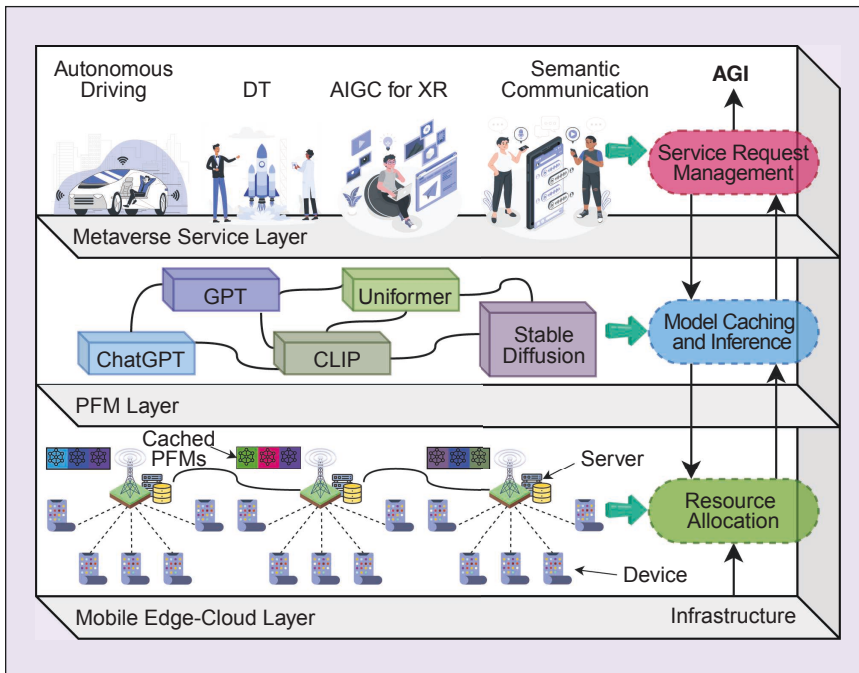 Autonomous
Driving
DT
AIGC for XR
Semantic
Communication
AGI
Service Request
Management
Metaverse Service Layer
GPT
Uniformer
ChatGPT
CLIP
Stable
Diffusion
Model Caching
and Inference
PFM Layer
Cached
PFMs
Server
Resource
Allocation
Device
Mobile Edge-Cloud Layer
Infrastructure